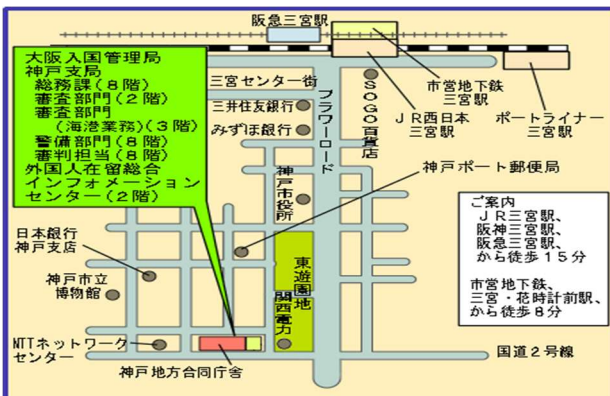 阪急三宮駅
大阪入国管理局
神戸支局
総務課(8階)
審査部門(2階)
審査部門
(海港業務)(3階)
警備部門(8階)
審判担当(8階)
外国人在留総合
インフォメーション
センター(2階)
三宮センター街
三井住友銀行
みずほ銀行
フラワーロード
SOGO百貨店
市営地下鉄
三宮駅
JR西日本
三宮駅
ポートライナー
三宮駅
神戸市役所
神戸ポート郵便局
日本銀行
神戸支店
神戸市立
博物館
東遊園地
関西電力
NTTネットワーク
センター
神戸地方合同庁舎
国道2号線
ご案内
JR三宮駅、
阪神三宮駅、
阪急三宮駅、
から徒歩15分
市営地下鉄、
三宮・花時計前駅、
から徒歩8分